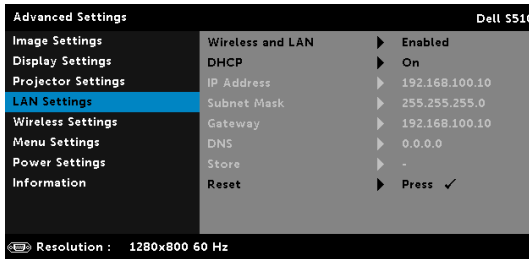 Advanced Settings Dell S510
Image Settings
Display Settings
Projector Settings
LAN Settings
Wireless Settings
Menu Settings
Power Settings
Information
Wireless and LAN Enabled
DHCP On
IP Address 192.168.100.10
Subnet Mask 255.255.255.0
Gateway 192.168.100.10
DNS 0.0.0.0
Store -
Reset Press ✓
Resolution : 1280x800 60 Hz